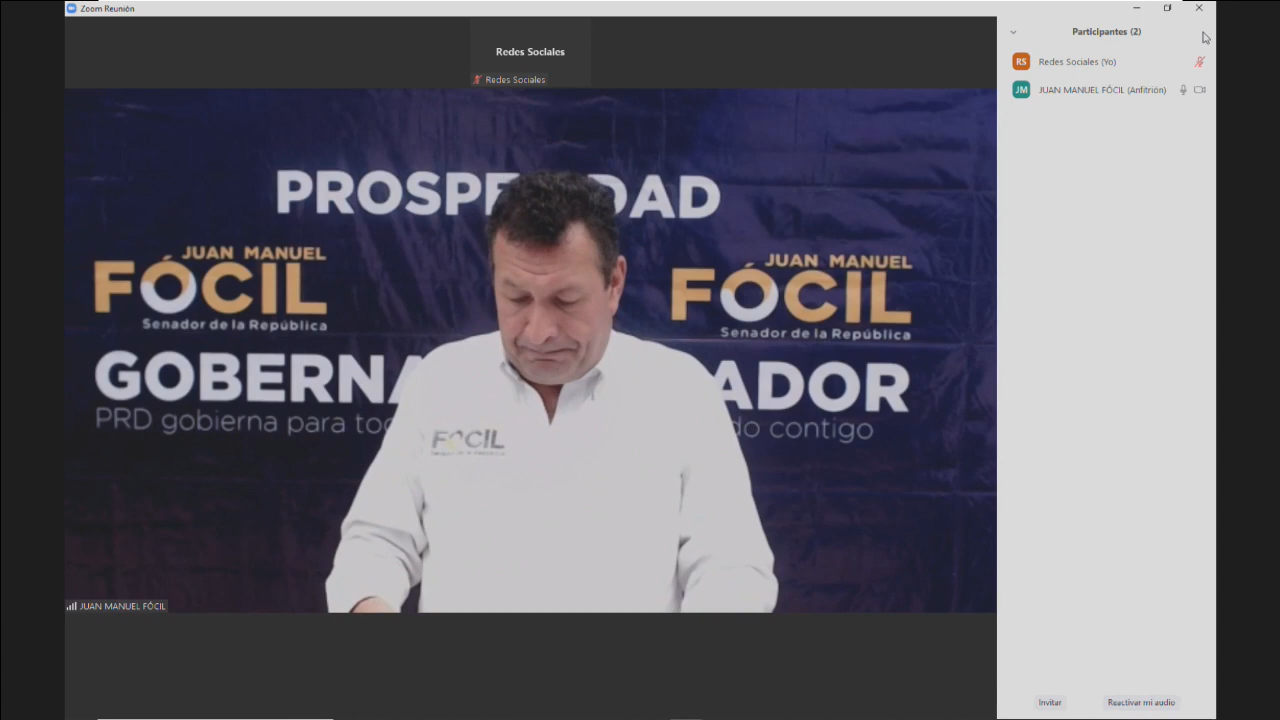 Zoom Reunión
Redes Sociales
Redes Sociales
Participantes (2)
RS Redes Sociales (Yo)
JM JUAN MANUEL FÓCIL (Anfitrión)
PROSPE DAD
JUAN MANUEL
FÓCIL
Senador de la República
JUAN MANUEL
FÓCIL
Senador de la República
GOBERNA ADOR
PRD gobierna para to do contigo
FÓCIL
JUAN MANUEL FÓCIL
Invitar
Reactivar mi audio